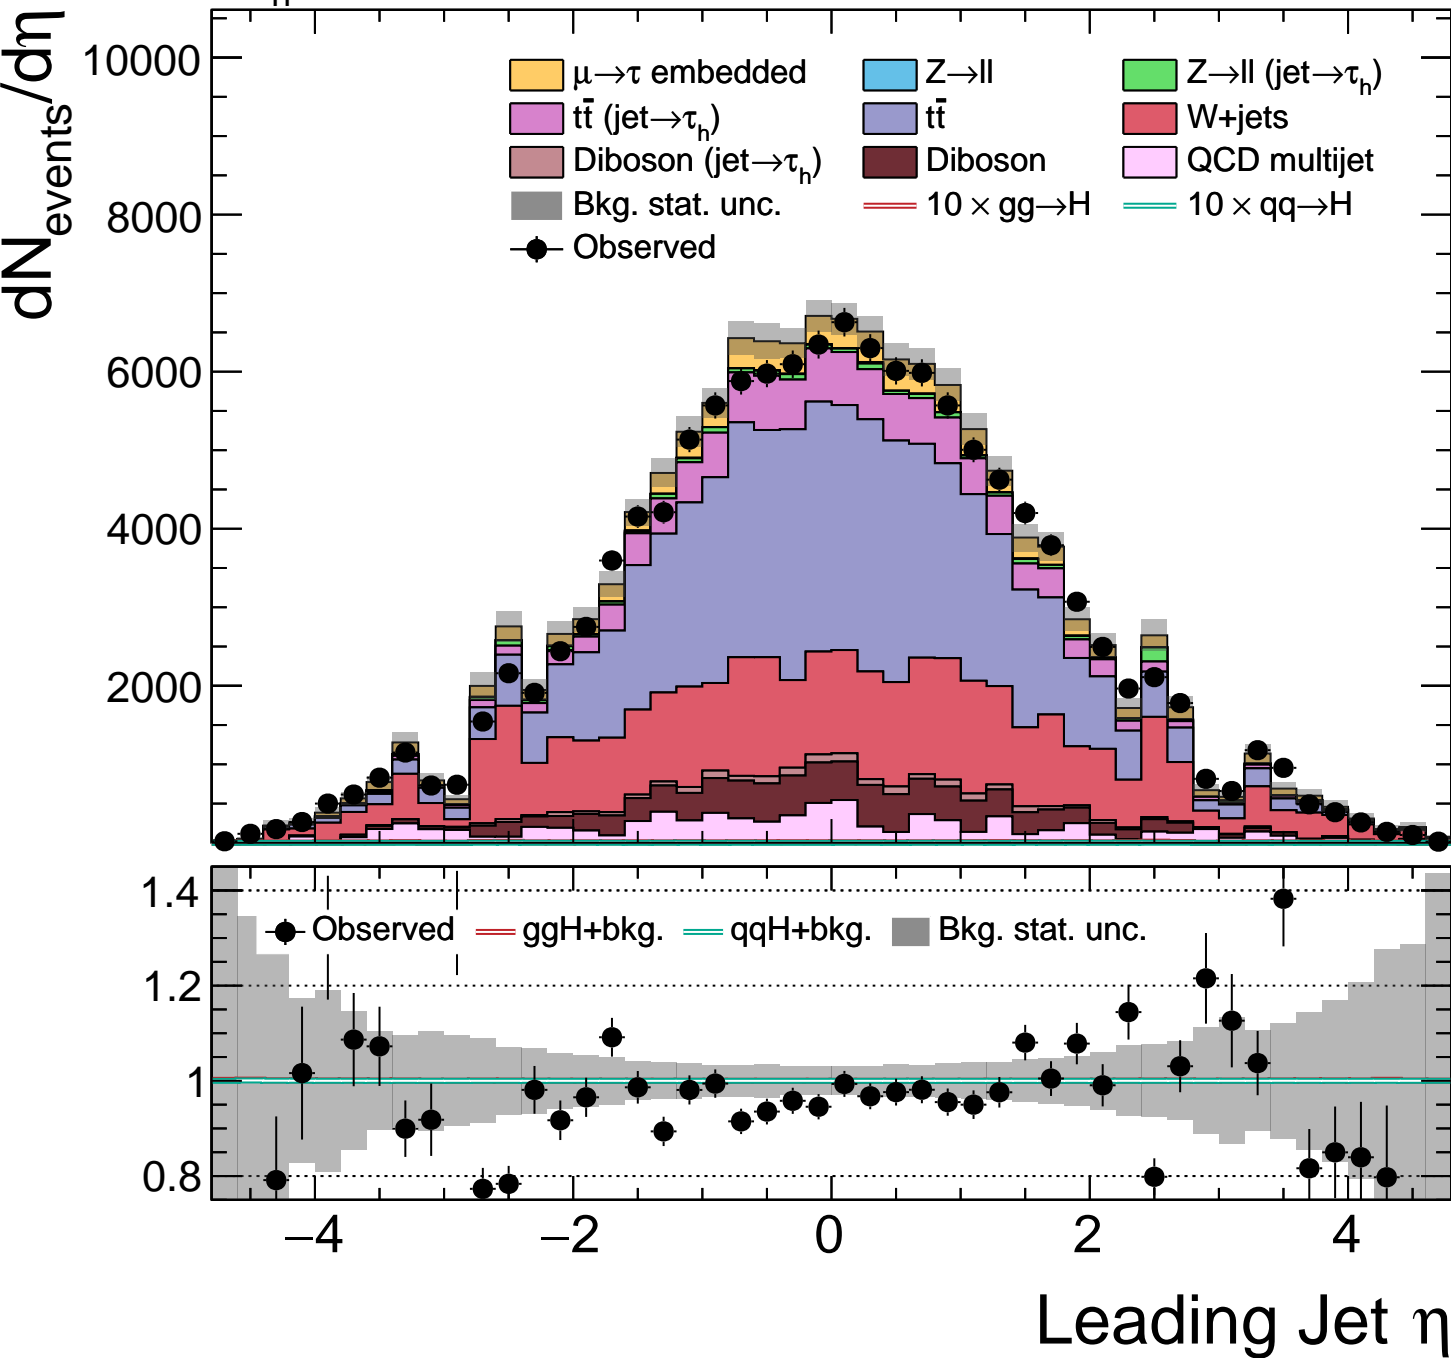 dN_events/dη
10000
8000
6000
4000
2000
μ→τ embedded
Z→ll
Z→ll (jet→τ_h)
tt̄ (jet→τ_h)
tt̄
W+jets
Diboson (jet→τ_h)
Diboson
QCD multijet
Bkg. stat. unc.
10 × gg→H
10 × qq→H
Observed
1.4
1.2
1
0.8
Observed
ggH+bkg.
qqH+bkg.
Bkg. stat. unc.
−4
−2
0
2
4
Leading Jet η